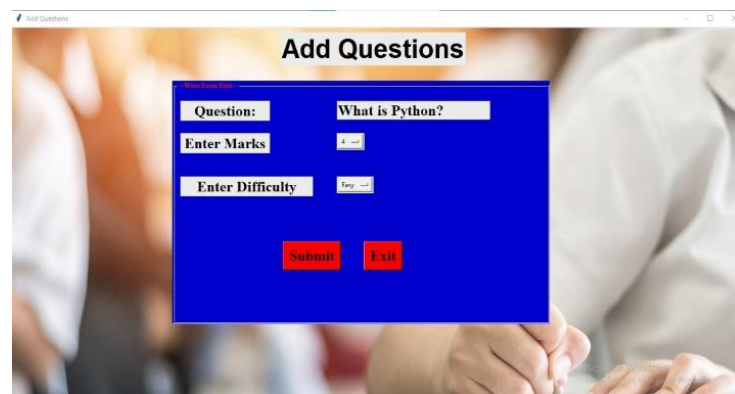 Add Questions
Add Questions
Question:
What is Python?
Enter Marks
4
Enter Difficulty
Easy
Submit
Exit